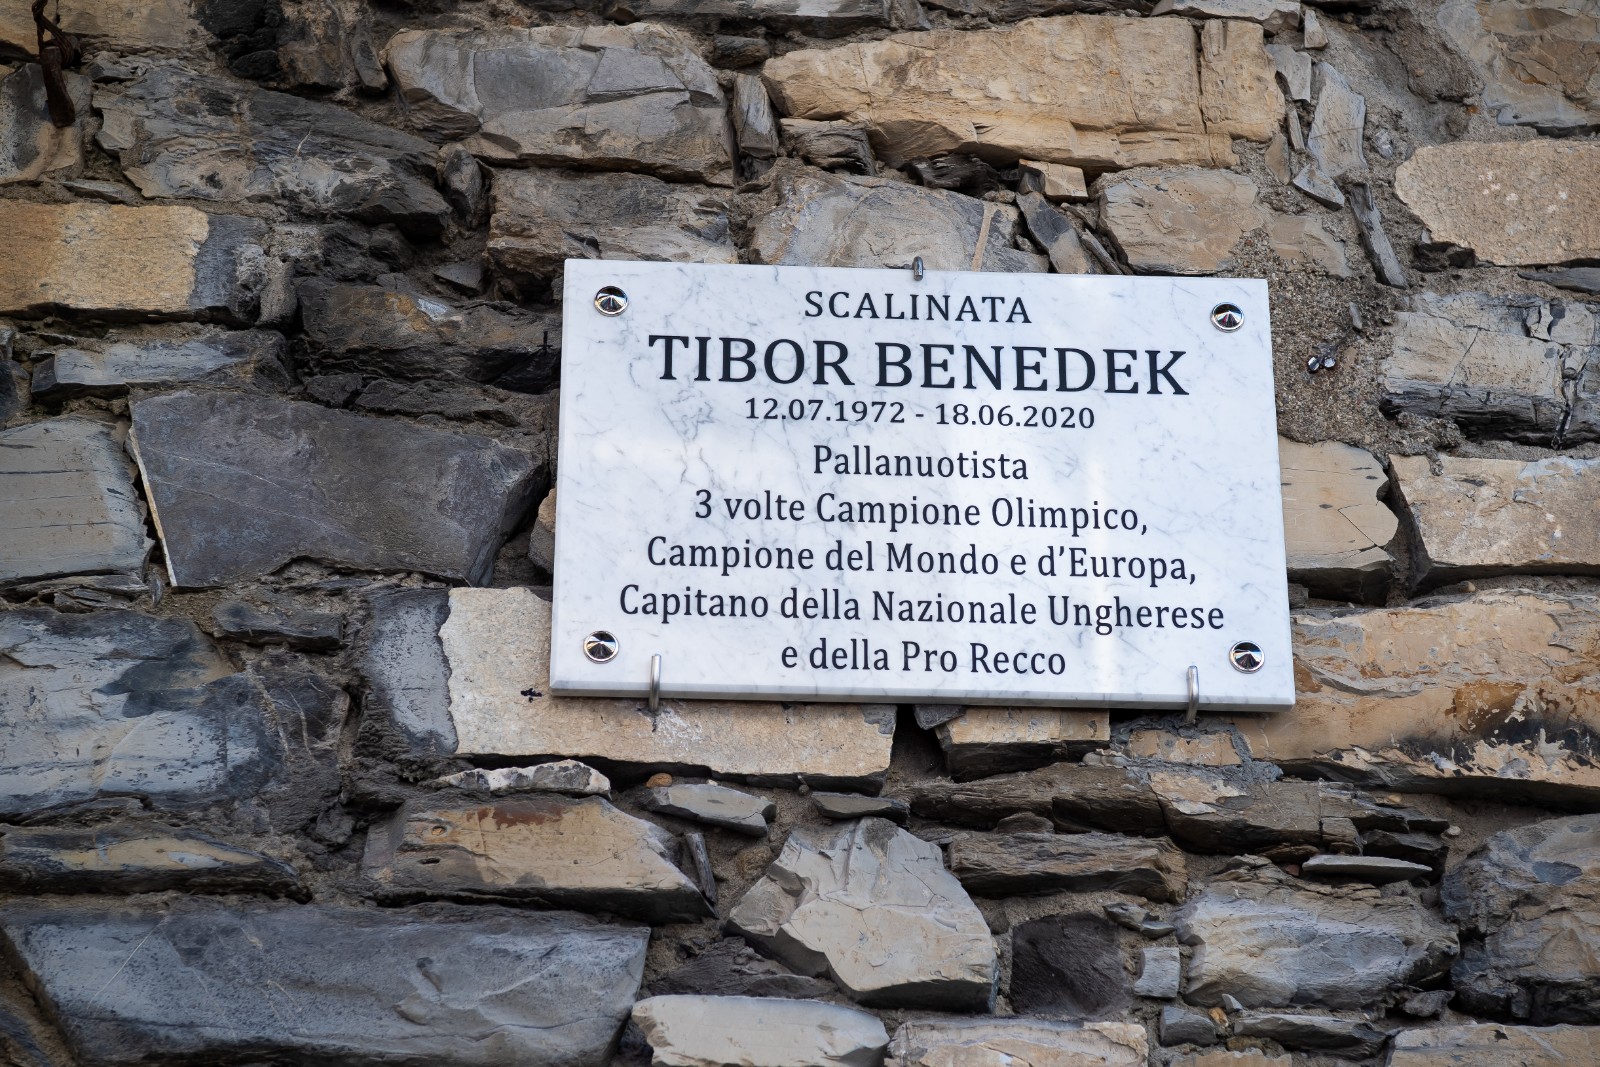 SCALINATA
TIBOR BENEDEK
12.07.1972 - 18.06.2020
Pallanuotista
3 volte Campione Olimpico,
Campione del Mondo e d’Europa,
Capitano della Nazionale Ungherese
e della Pro Recco